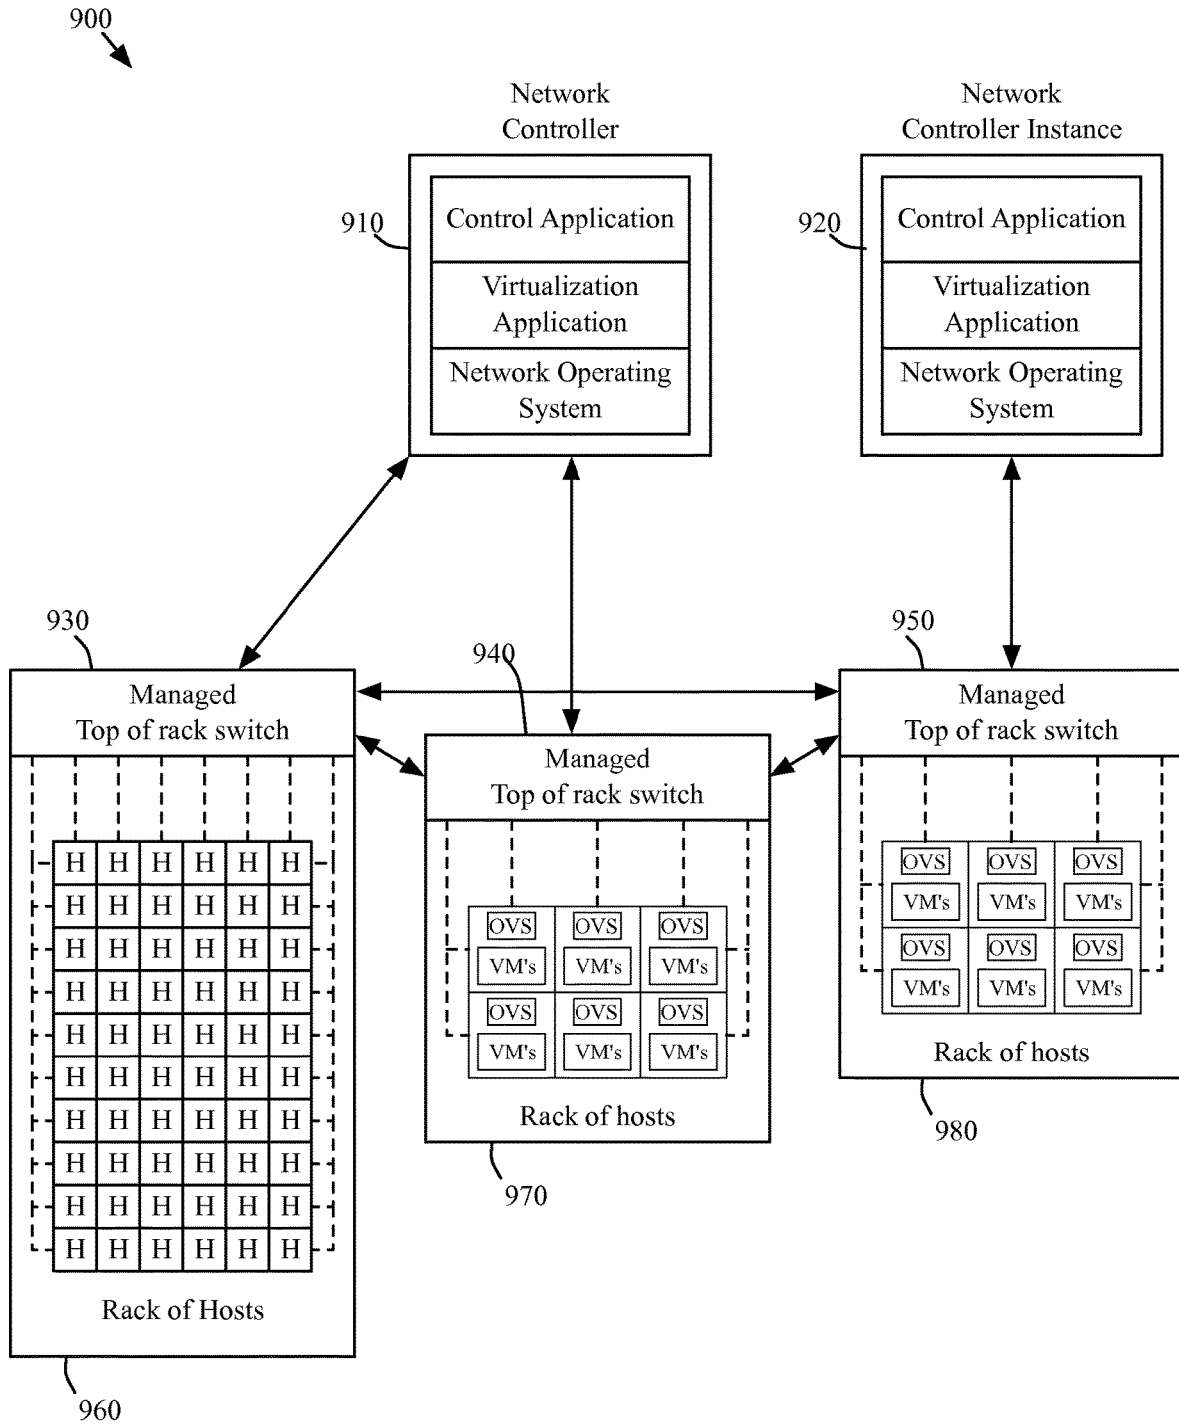 900
Network
Controller
Network
Controller Instance
910
Control Application
Virtualization
Application
Network Operating
System
920
Control Application
Virtualization
Application
Network Operating
System
930
Managed
Top of rack switch
H H H H H H
H H H H H H
H H H H H H
H H H H H H
H H H H H H
H H H H H H
H H H H H H
H H H H H H
H H H H H H
H H H H H H
Rack of Hosts
960
940
Managed
Top of rack switch
OVS OVS OVS
VM's VM's VM's
OVS OVS OVS
VM's VM's VM's
Rack of hosts
970
950
Managed
Top of rack switch
OVS OVS OVS
VM's VM's VM's
OVS OVS OVS
VM's VM's VM's
Rack of hosts
980